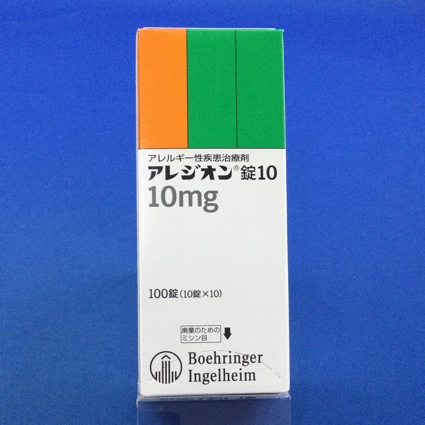 アレルギー性疾患治療剤
アレジオン®錠10
10mg
100錠(10錠×10)
廃棄のための
ミシン目
Boehringer
Ingelheim